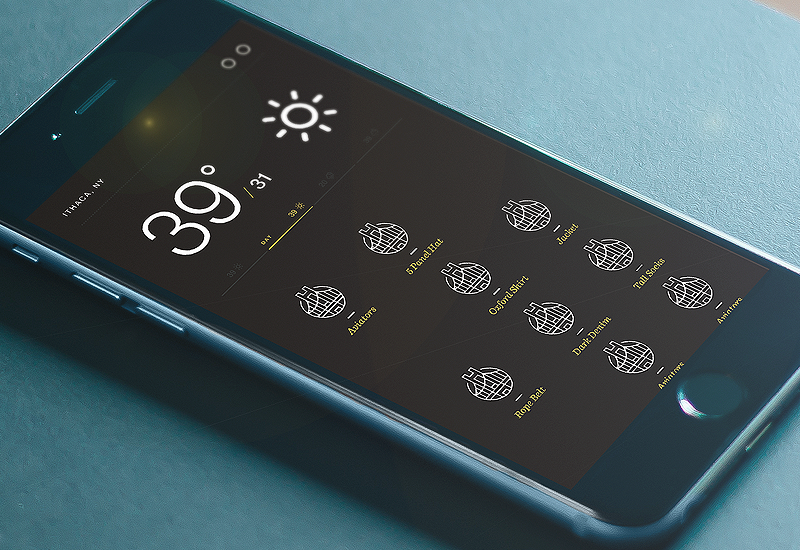 ITHACA, NY
39° / 31
DAY
39
5 Panel Hat
Jacket
Aviators
Oxford Shirt
Tall Socks
Dark Denim
Aviators
Rope Belt
Aviators